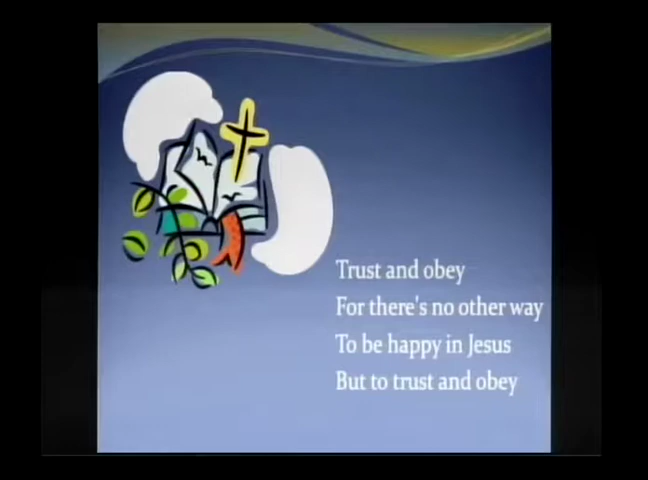 Trust and obey
For there's no other way
To be happy in Jesus
But to trust and obey